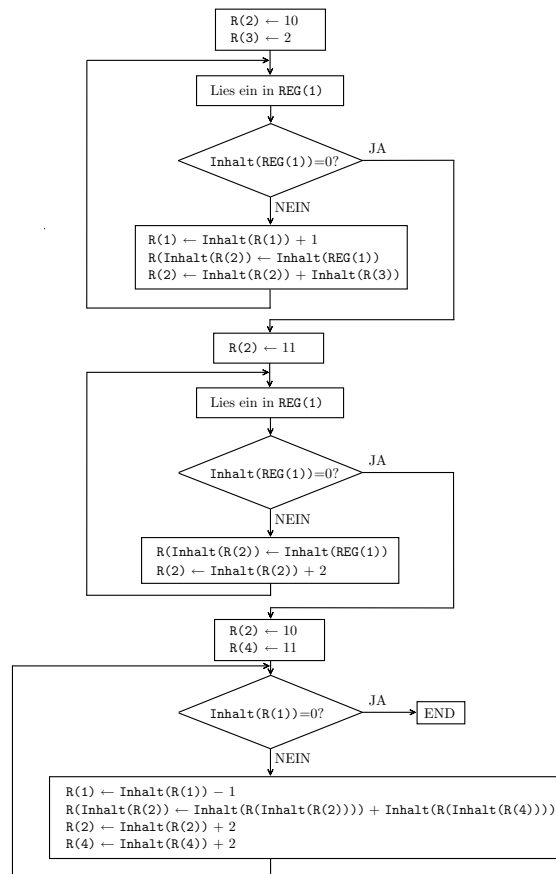 R(2) ← 10
R(3) ← 2
Lies ein in REG(1)
Inhalt(REG(1))=0?
JA
NEIN
R(1) ← Inhalt(R(1)) + 1
R(Inhalt(R(2)) ← Inhalt(REG(1))
R(2) ← Inhalt(R(2)) + Inhalt(R(3))
R(2) ← 11
Lies ein in REG(1)
Inhalt(REG(1))=0?
JA
NEIN
R(Inhalt(R(2)) ← Inhalt(REG(1))
R(2) ← Inhalt(R(2)) + 2
R(2) ← 10
R(4) ← 11
Inhalt(R(1))=0?
JA
END
NEIN
R(1) ← Inhalt(R(1)) − 1
R(Inhalt(R(2)) ← Inhalt(R(Inhalt(R(2)))) + Inhalt(R(Inhalt(R(4))))
R(2) ← Inhalt(R(2)) + 2
R(4) ← Inhalt(R(4)) + 2